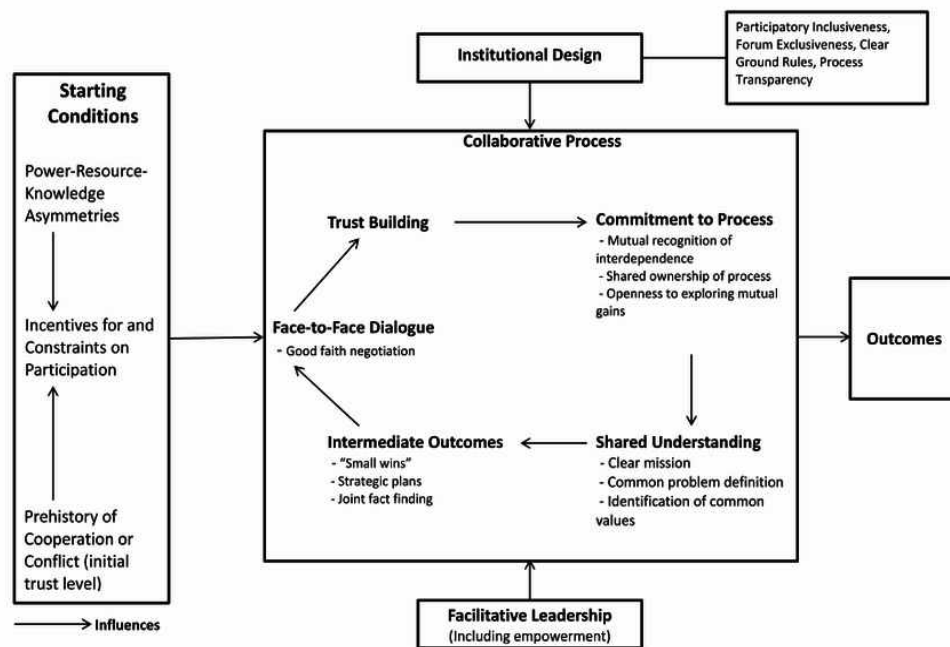 Participatory Inclusiveness,
Forum Exclusiveness, Clear
Ground Rules, Process
Transparency
Institutional Design
Starting
Conditions
Power-Resource-
Knowledge
Asymmetries
Incentives for and
Constraints on
Participation
Prehistory of
Cooperation or
Conflict (initial
trust level)
Influences
Collaborative Process
Trust Building
Commitment to Process
- Mutual recognition of
interdependence
- Shared ownership of process
- Openness to exploring mutual
gains
Face-to-Face Dialogue
- Good faith negotiation
Intermediate Outcomes
- "Small wins"
- Strategic plans
- Joint fact finding
Shared Understanding
- Clear mission
- Common problem definition
- Identification of common
values
Outcomes
Facilitative Leadership
(Including empowerment)